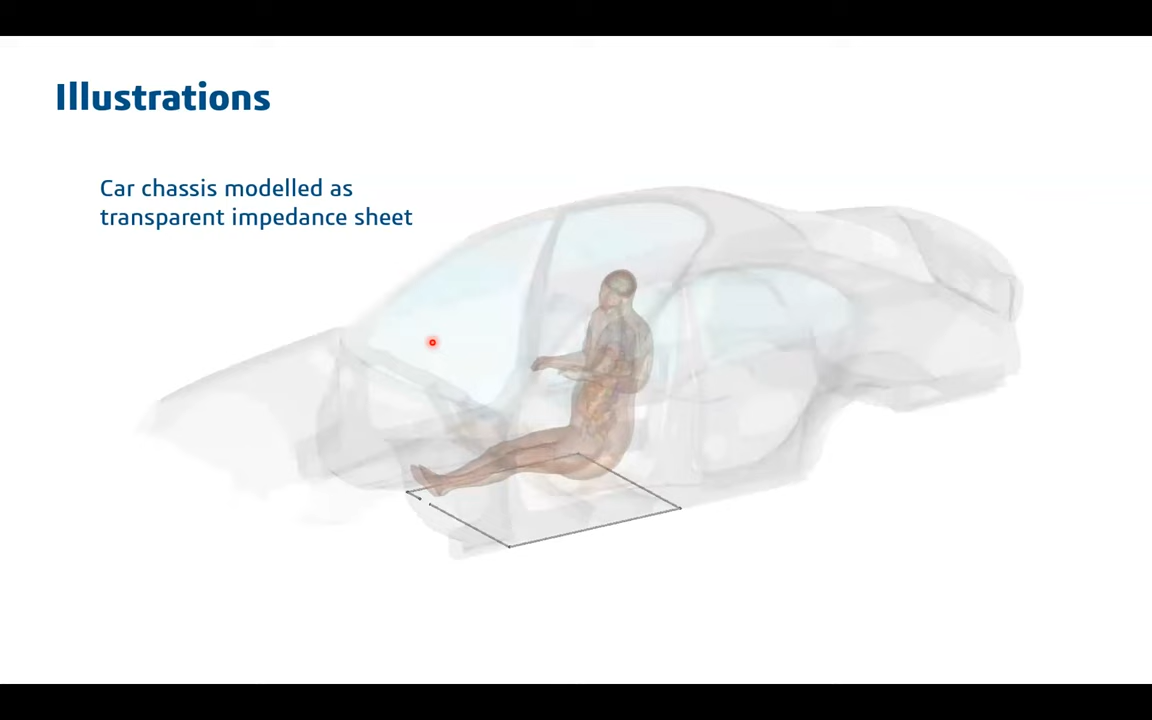 Illustrations
Car chassis modelled as
transparent impedance sheet